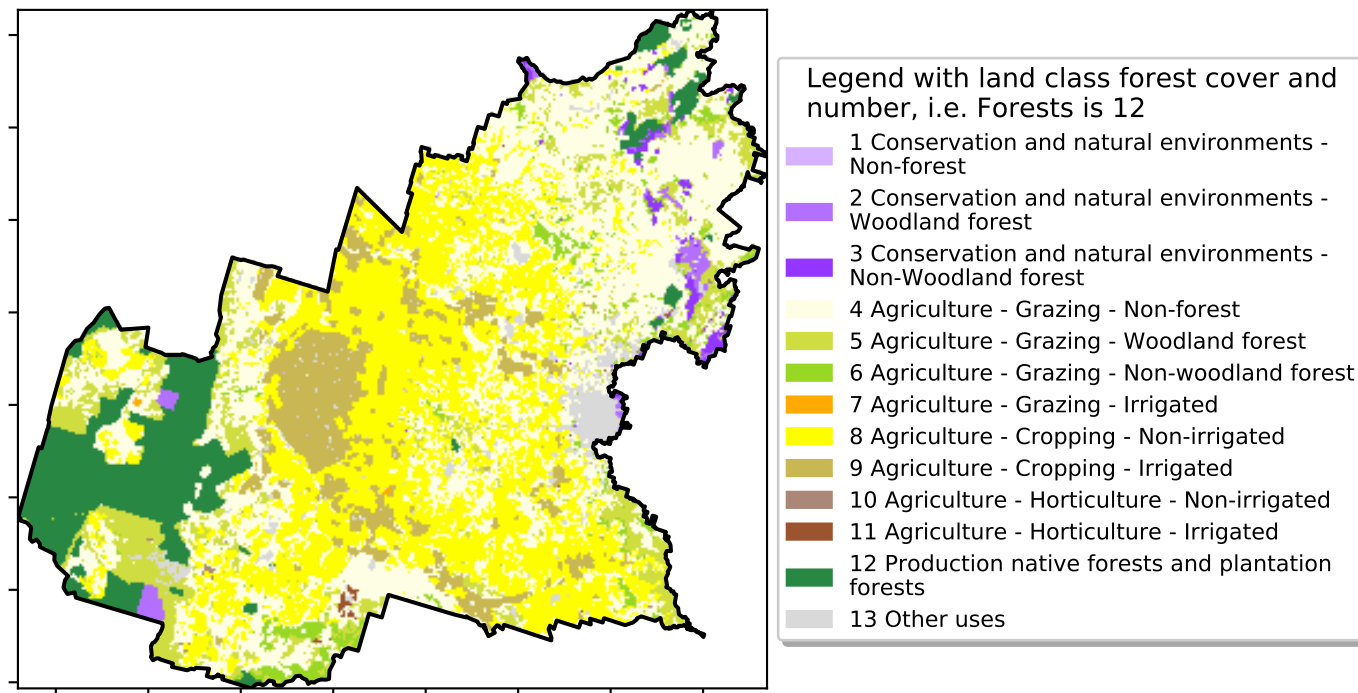 Legend with land class forest cover and
number, i.e. Forests is 12
1 Conservation and natural environments -
Non-forest
2 Conservation and natural environments -
Woodland forest
3 Conservation and natural environments -
Non-Woodland forest
4 Agriculture - Grazing - Non-forest
5 Agriculture - Grazing - Woodland forest
6 Agriculture - Grazing - Non-woodland forest
7 Agriculture - Grazing - Irrigated
8 Agriculture - Cropping - Non-irrigated
9 Agriculture - Cropping - Irrigated
10 Agriculture - Horticulture - Non-irrigated
11 Agriculture - Horticulture - Irrigated
12 Production native forests and plantation
forests
13 Other uses